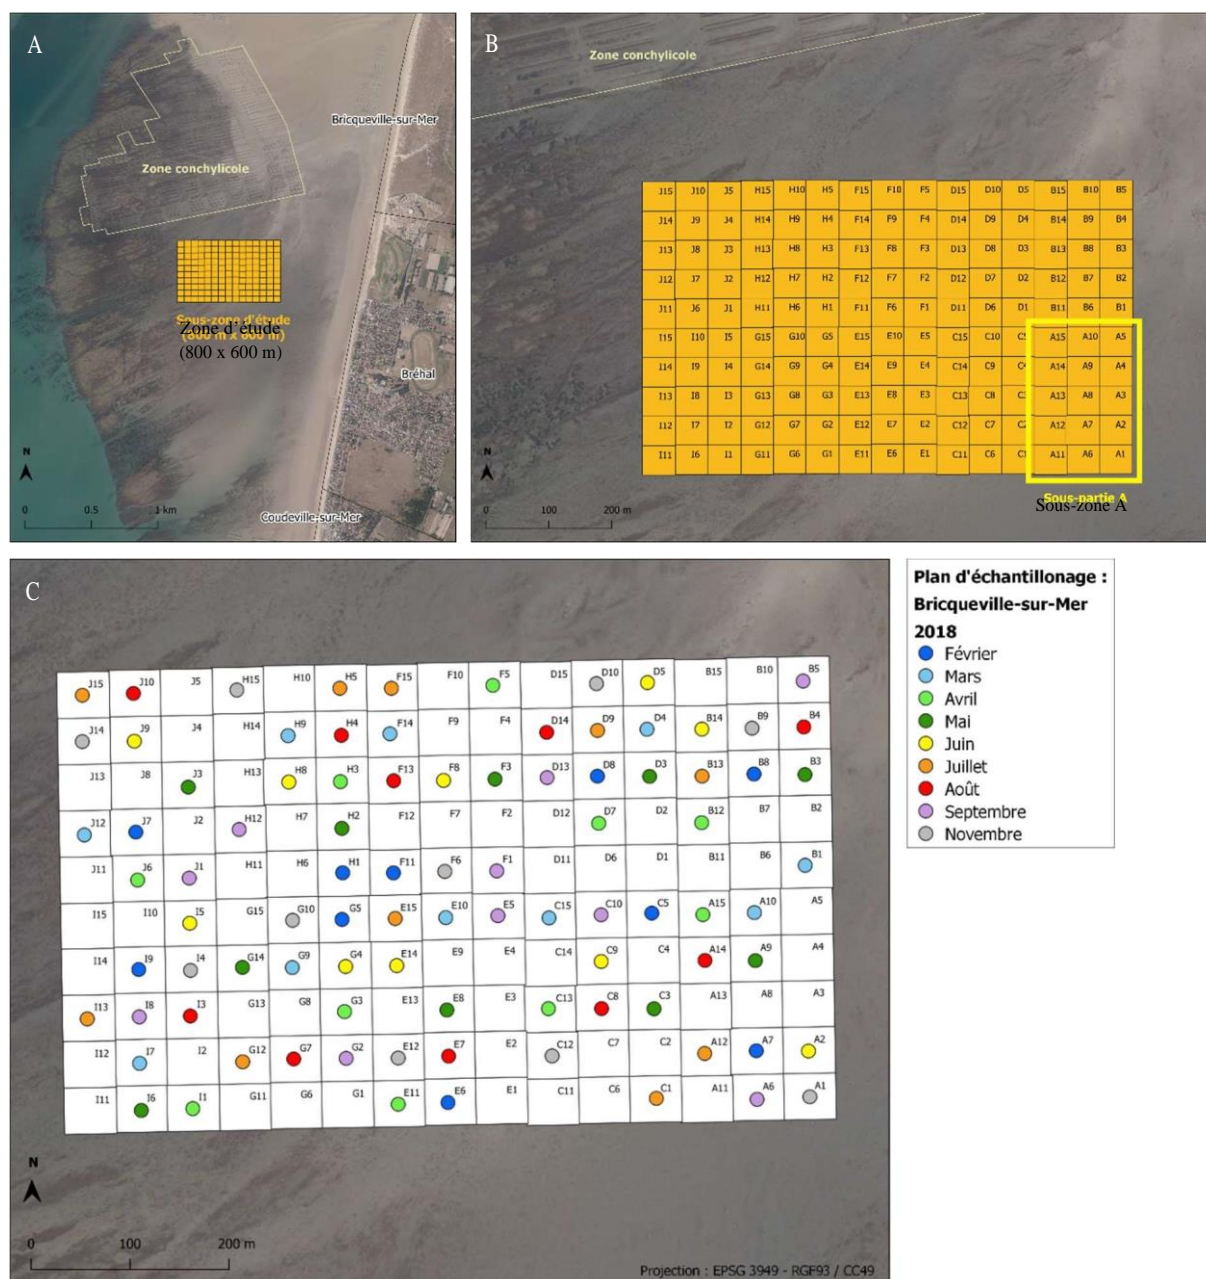 A
Bricqueville-sur-Mer
Zone conchylicole
Sous-zone d'étude
(800 m x 600 m)
Zone d'étude
(800 x 600 m)
Bréhal
N
0 0.5 1 km
Coudeville-sur-Mer
B
Zone conchylicole
J15 J10 J5 H15 H10 H5 F15 F10 F5 D15 D10 D5 B15 B10 B5
J14 J9 J4 H14 H9 H4 F14 F9 F4 D14 D9 D4 B14 B9 B4
J13 J8 J3 H13 H8 H3 F13 F8 F3 D13 D8 D3 B13 B8 B3
J12 J7 J2 H12 H7 H2 F12 F7 F2 D12 D7 D2 B12 B7 B2
J11 J6 J1 H11 H6 H1 F11 F6 F1 D11 D6 D1 B11 B6 B1
I15 I10 I5 G15 G10 G5 E15 E10 E5 C15 C10 C5 A15 A10 A5
I14 I9 I4 G14 G9 G4 E14 E9 E4 C14 C9 C4 A14 A9 A4
I13 I8 I3 G13 G8 G3 E13 E8 E3 C13 C8 C3 A13 A8 A3
I12 I7 I2 G12 G7 G2 E12 E7 E2 C12 C7 C2 A12 A7 A2
I11 I6 I1 G11 G6 G1 E11 E6 E1 C11 C6 C1 A11 A6 A1
N
0 100 200 m
Sous-partie A
Sous-zone A
C
J15 J10 J5 H15 H10 H5 F15 F10 F5 D15 D10 D5 B15 B10 B5
J14 J9 J4 H14 H9 H4 F14 F9 F4 D14 D9 D4 B14 B9 B4
J13 J8 J3 H13 H8 H3 F13 F8 F3 D13 D8 D3 B13 B8 B3
J12 J7 J2 H12 H7 H2 F12 F7 F2 D12 D7 D2 B12 B7 B2
J11 J6 J1 H11 H6 H1 F11 F6 F1 D11 D6 D1 B11 B6 B1
I15 I10 I5 G15 G10 G5 E15 E10 E5 C15 C10 C5 A15 A10 A5
I14 I9 I4 G14 G9 G4 E14 E9 E4 C14 C9 C4 A14 A9 A4
I13 I8 I3 G13 G8 G3 E13 E8 E3 C13 C8 C3 A13 A8 A3
I12 I7 I2 G12 G7 G2 E12 E7 E2 C12 C7 C2 A12 A7 A2
I11 I6 I1 G11 G6 G1 E11 E6 E1 C11 C6 C1 A11 A6 A1
N
0 100 200 m
Projection : EPSG 3949 - RGF93 / CC49
Plan d'échantillonage :
Bricqueville-sur-Mer
2018
Février
Mars
Avril
Mai
Juin
Juillet
Août
Septembre
Novembre